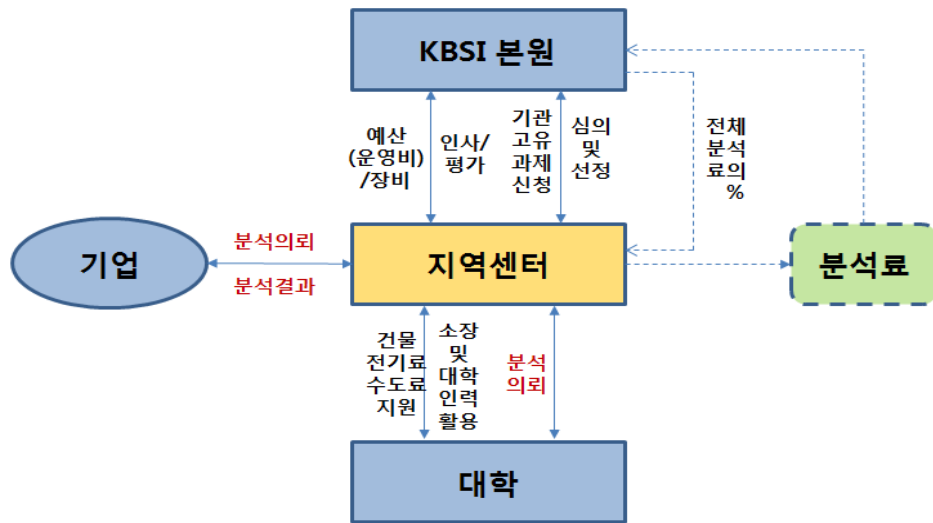 KBSI 본원
예산
(운영비)
/장비
인사/
평가
기관
고유
과제
신청
심의
및
선정
전체
분석
료의
%
기업
분석의뢰
분석결과
지역센터
분석료
건물
전기료
수도료
지원
소장
및
대학
인력
활용
분석
의뢰
대학